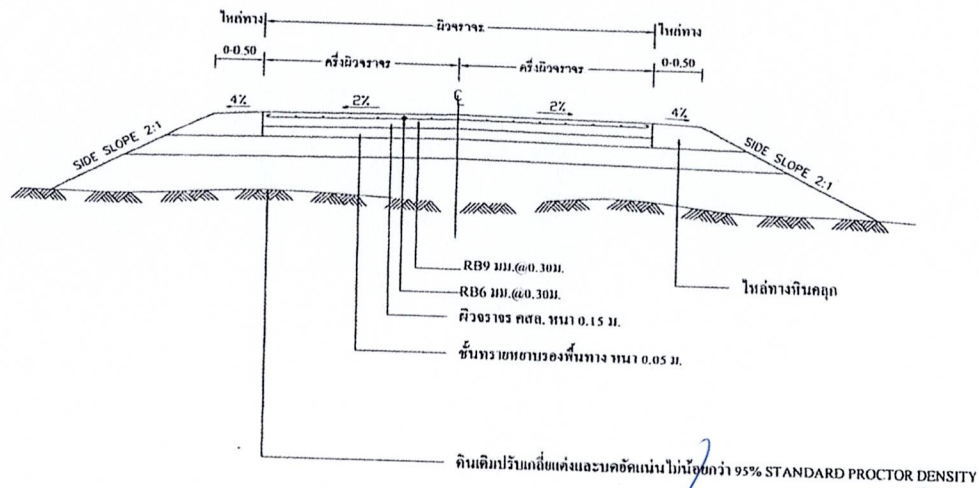 ไหล่ทาง ผิวจราจร ไหล่ทาง
0-0.50 ครึ่งผิวจราจร ครึ่งผิวจราจร 0-0.50
4% 2% ℄ 2% 4%
SIDE SLOPE 2:1 SIDE SLOPE 2:1
RB9 มม.@0.30ม.
RB6 มม.@0.30ม.
ไหล่ทางหินคลุก
ผิวจราจร คสล. หนา 0.15 ม.
ชั้นทรายหยาบรองพื้นทาง หนา 0.05 ม.
ดินเดิมปรับเกลี่ยแต่งและบดอัดแน่นไม่น้อยกว่า 95% STANDARD PROCTOR DENSITY